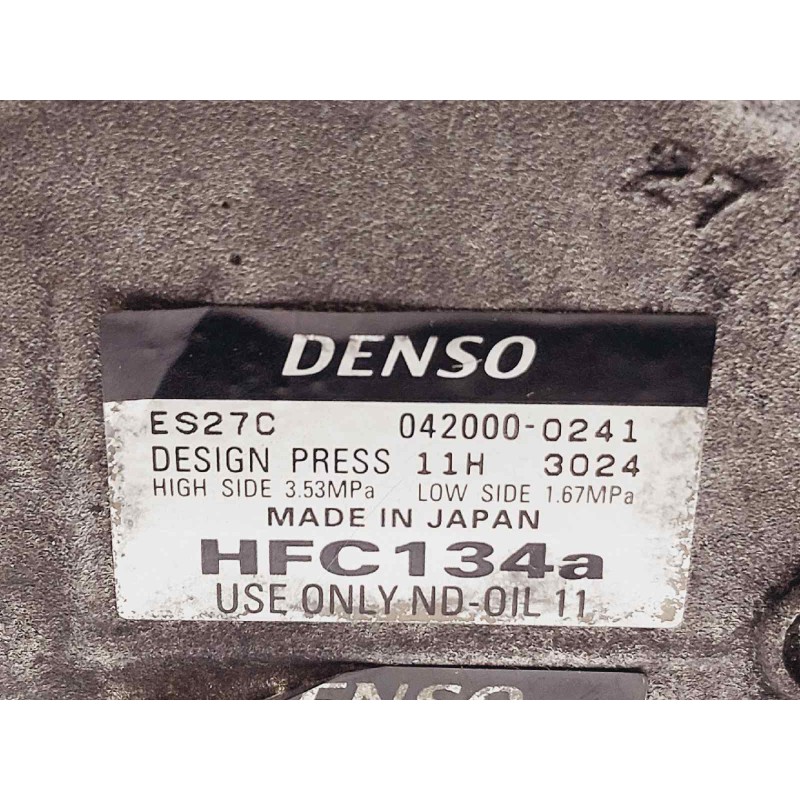 27
DENSO
ES27C 042000-0241
DESIGN PRESS 11H 3024
HIGH SIDE 3.53MPa LOW SIDE 1.67MPa
MADE IN JAPAN
HFC134a
USE ONLY ND-OIL 11
ENSO